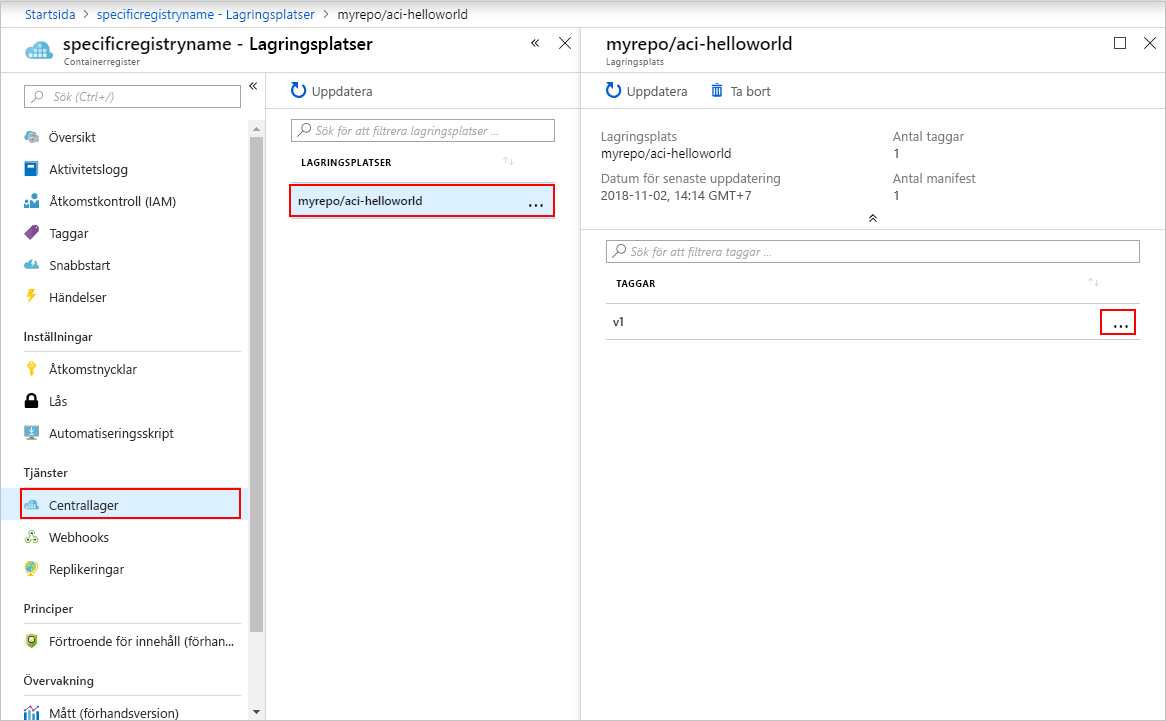 Startsida > specificregistryname - Lagringsplatser > myrepo/aci-helloworld
specificregistryname - Lagringsplatser
Containerregister
Sök (Ctrl+/)
Översikt
Aktivitetslogg
Åtkomstkontroll (IAM)
Taggar
Snabbstart
Händelser
Inställningar
Åtkomstnycklar
Lås
Automatiseringsskript
Tjänster
Centrallager
Webhooks
Replikeringar
Principer
Förtroende för innehåll (förhan...
Övervakning
Mått (förhandsversion)
Uppdatera
Sök för att filtrera lagringsplatser ...
LAGRINGSPLATSER
myrepo/aci-helloworld ...
myrepo/aci-helloworld
Lagringsplats
Uppdatera Ta bort
Lagringsplats
myrepo/aci-helloworld
Antal taggar
1
Datum för senaste uppdatering
2018-11-02, 14:14 GMT+7
Antal manifest
1
Sök för att filtrera taggar ...
TAGGAR
v1 ...